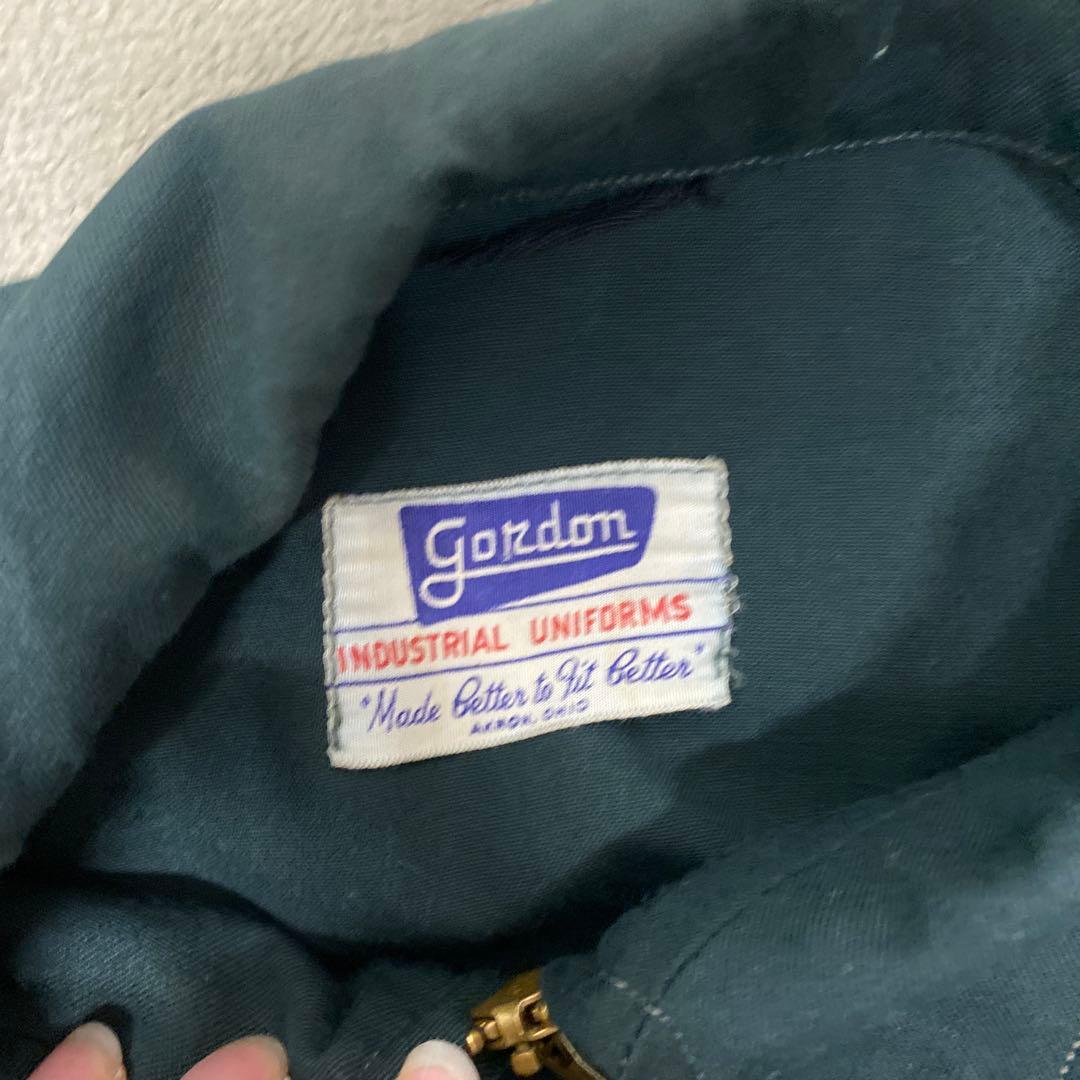 Gordon
INDUSTRIAL UNIFORMS
"Made Better to Fit Better"
AKRON, OHIO